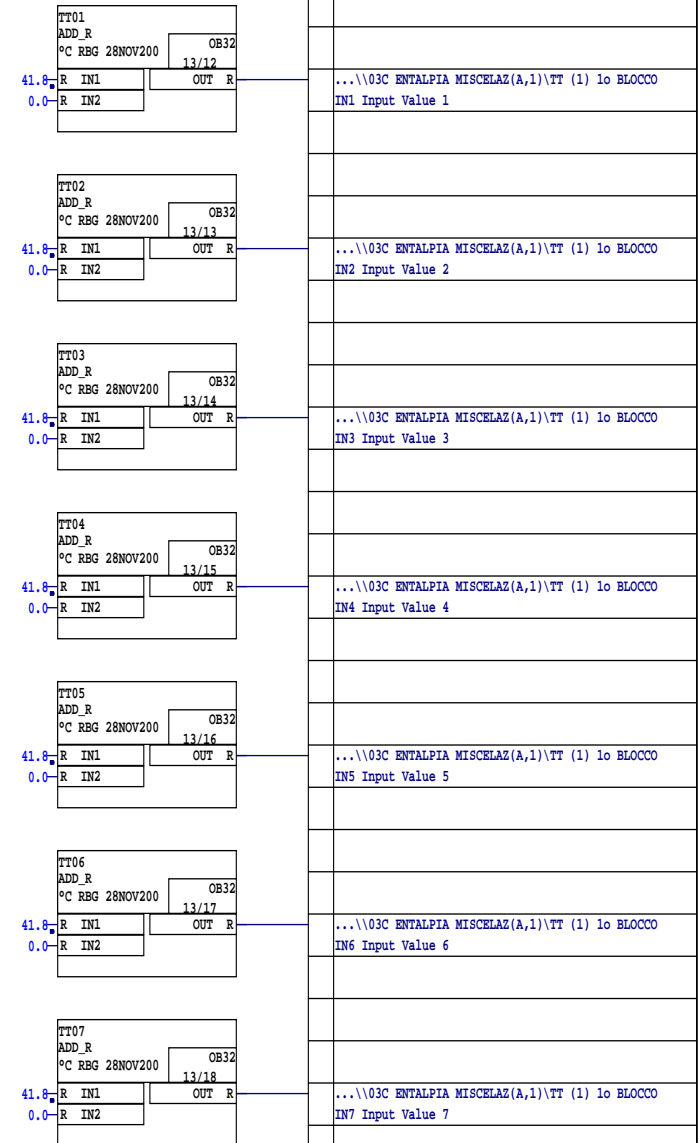 TT01
ADD_R
°C RBG 28NOV200 OB32
13/12
41.8 R IN1 OUT R ...\\03C ENTALPIA MISCELAZ(A,1)\TT (1) 1o BLOCCO
0.0 R IN2 IN1 Input Value 1
TT02
ADD_R
°C RBG 28NOV200 OB32
13/13
41.8 R IN1 OUT R ...\\03C ENTALPIA MISCELAZ(A,1)\TT (1) 1o BLOCCO
0.0 R IN2 IN2 Input Value 2
TT03
ADD_R
°C RBG 28NOV200 OB32
13/14
41.8 R IN1 OUT R ...\\03C ENTALPIA MISCELAZ(A,1)\TT (1) 1o BLOCCO
0.0 R IN2 IN3 Input Value 3
TT04
ADD_R
°C RBG 28NOV200 OB32
13/15
41.8 R IN1 OUT R ...\\03C ENTALPIA MISCELAZ(A,1)\TT (1) 1o BLOCCO
0.0 R IN2 IN4 Input Value 4
TT05
ADD_R
°C RBG 28NOV200 OB32
13/16
41.8 R IN1 OUT R ...\\03C ENTALPIA MISCELAZ(A,1)\TT (1) 1o BLOCCO
0.0 R IN2 IN5 Input Value 5
TT06
ADD_R
°C RBG 28NOV200 OB32
13/17
41.8 R IN1 OUT R ...\\03C ENTALPIA MISCELAZ(A,1)\TT (1) 1o BLOCCO
0.0 R IN2 IN6 Input Value 6
TT07
ADD_R
°C RBG 28NOV200 OB32
13/18
41.8 R IN1 OUT R ...\\03C ENTALPIA MISCELAZ(A,1)\TT (1) 1o BLOCCO
0.0 R IN2 IN7 Input Value 7